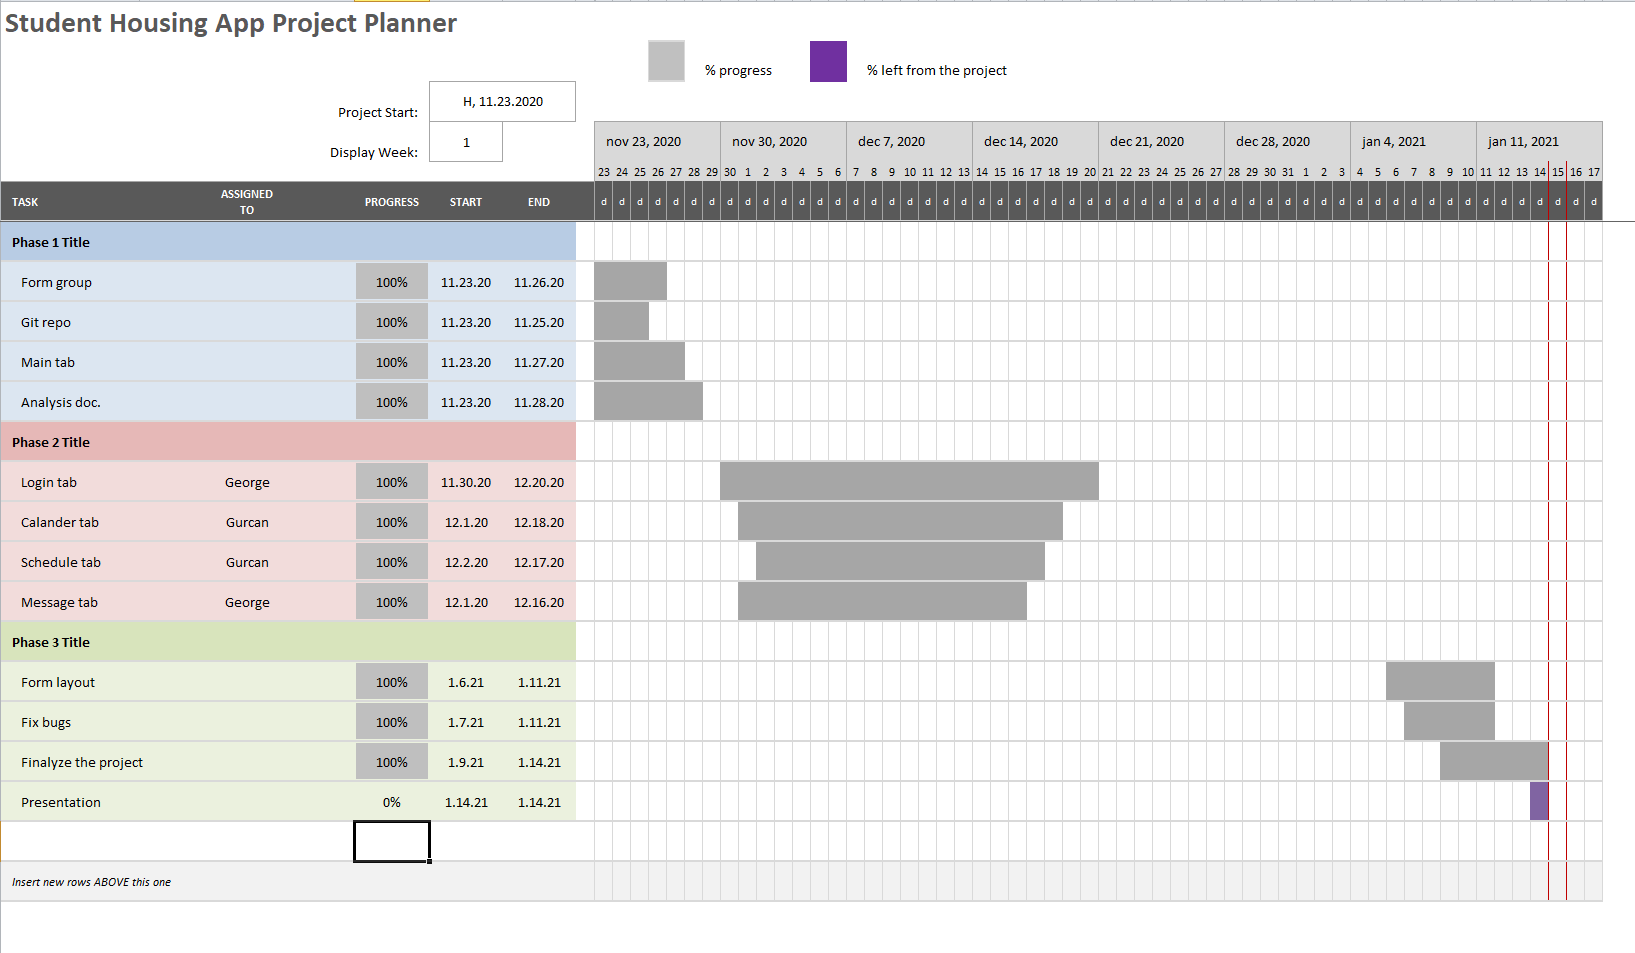 Student Housing App Project Planner
% progress
% left from the project
Project Start:
H, 11.23.2020
Display Week:
1
nov 23, 2020 nov 30, 2020 dec 7, 2020 dec 14, 2020 dec 21, 2020 dec 28, 2020 jan 4, 2021 jan 11, 2021
23 24 25 26 27 28 29 30 1 2 3 4 5 6 7 8 9 10 11 12 13 14 15 16 17 18 19 20 21 22 23 24 25 26 27 28 29 30 31 1 2 3 4 5 6 7 8 9 10 11 12 13 14 15 16 17
TASK ASSIGNED TO PROGRESS START END d d d d d d d d d d d d d d d d d d d d d d d d d d d d d d d d d d d d d d d d d d d d d d d d d d d d d d d d
Phase 1 Title
Form group 100% 11.23.20 11.26.20
Git repo 100% 11.23.20 11.25.20
Main tab 100% 11.23.20 11.27.20
Analysis doc. 100% 11.23.20 11.28.20
Phase 2 Title
Login tab George 100% 11.30.20 12.20.20
Calander tab Gurcan 100% 12.1.20 12.18.20
Schedule tab Gurcan 100% 12.2.20 12.17.20
Message tab George 100% 12.1.20 12.16.20
Phase 3 Title
Form layout 100% 1.6.21 1.11.21
Fix bugs 100% 1.7.21 1.11.21
Finalyze the project 100% 1.9.21 1.14.21
Presentation 0% 1.14.21 1.14.21
Insert new rows ABOVE this one